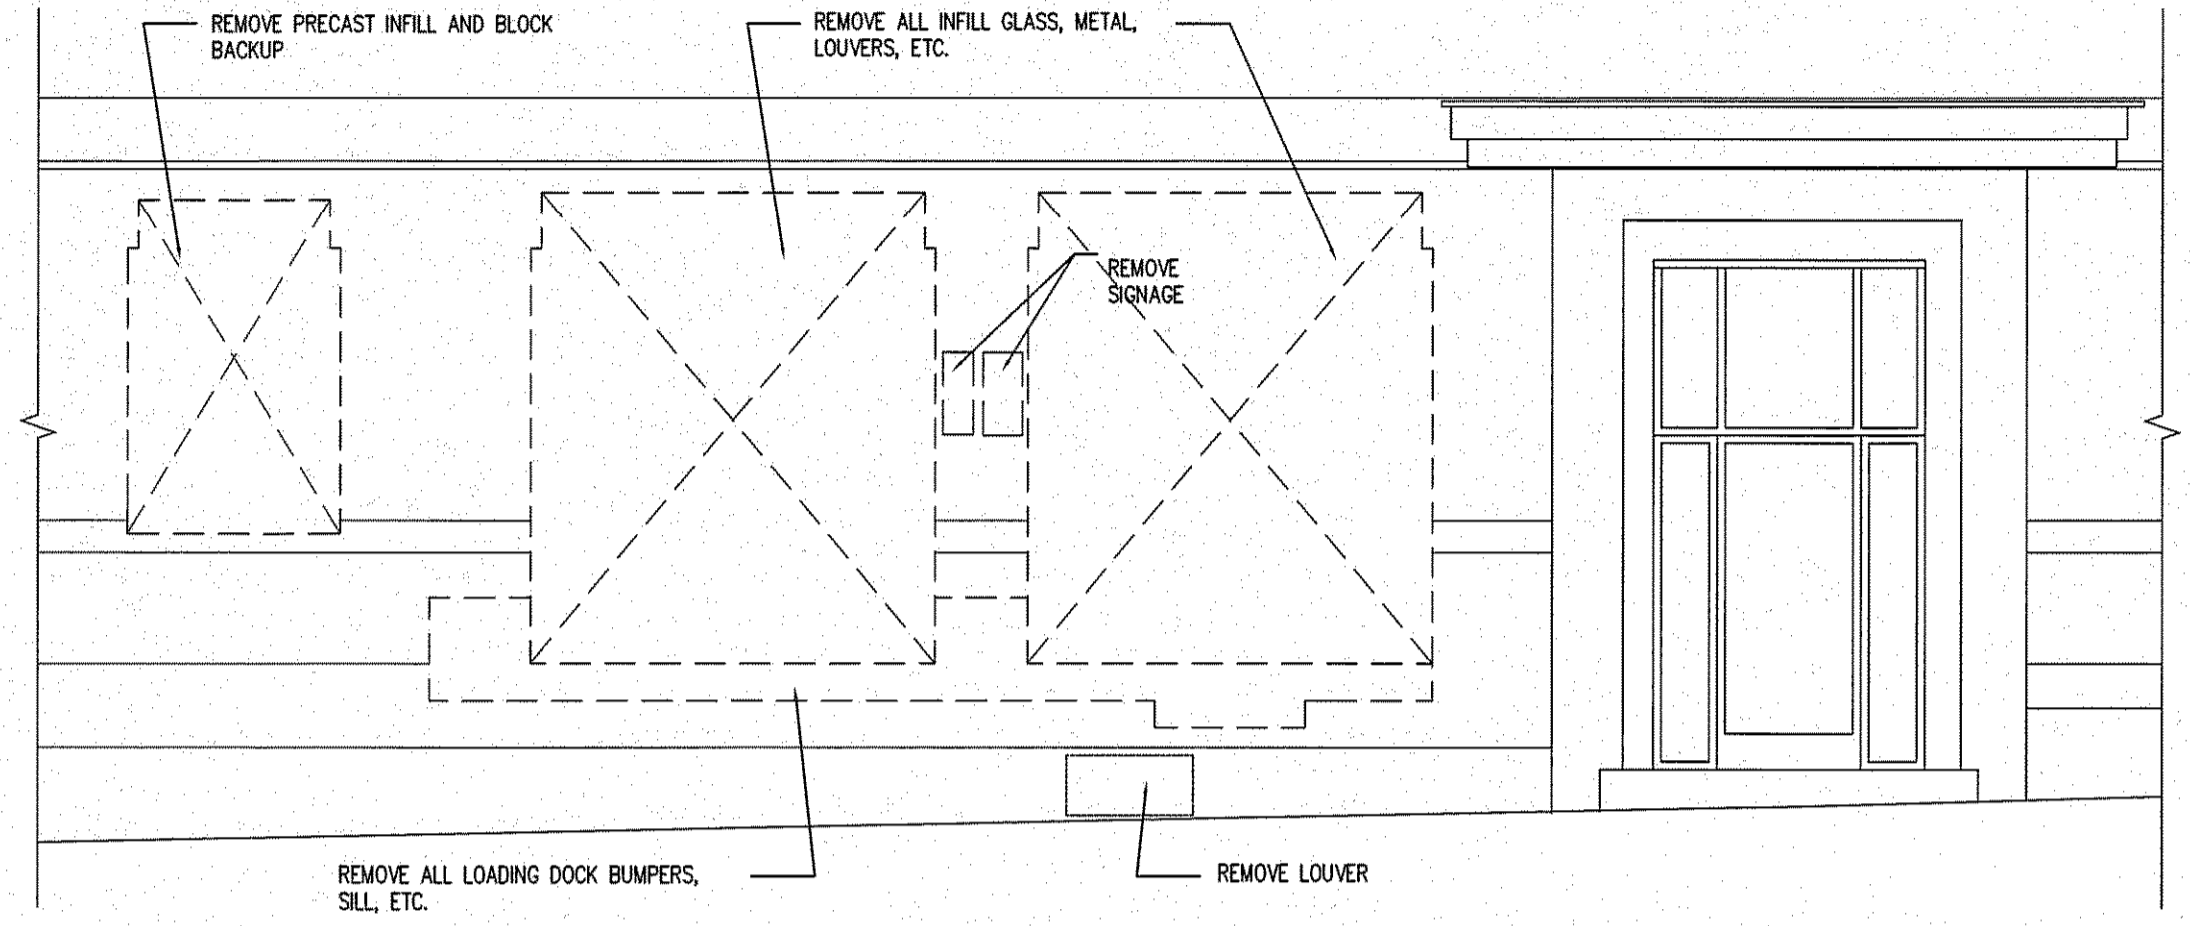 REMOVE PRECAST INFILL AND BLOCK
BACKUP
REMOVE ALL INFILL GLASS, METAL,
LOUVERS, ETC.
REMOVE
SIGNAGE
REMOVE ALL LOADING DOCK BUMPERS,
SILL, ETC.
REMOVE LOUVER